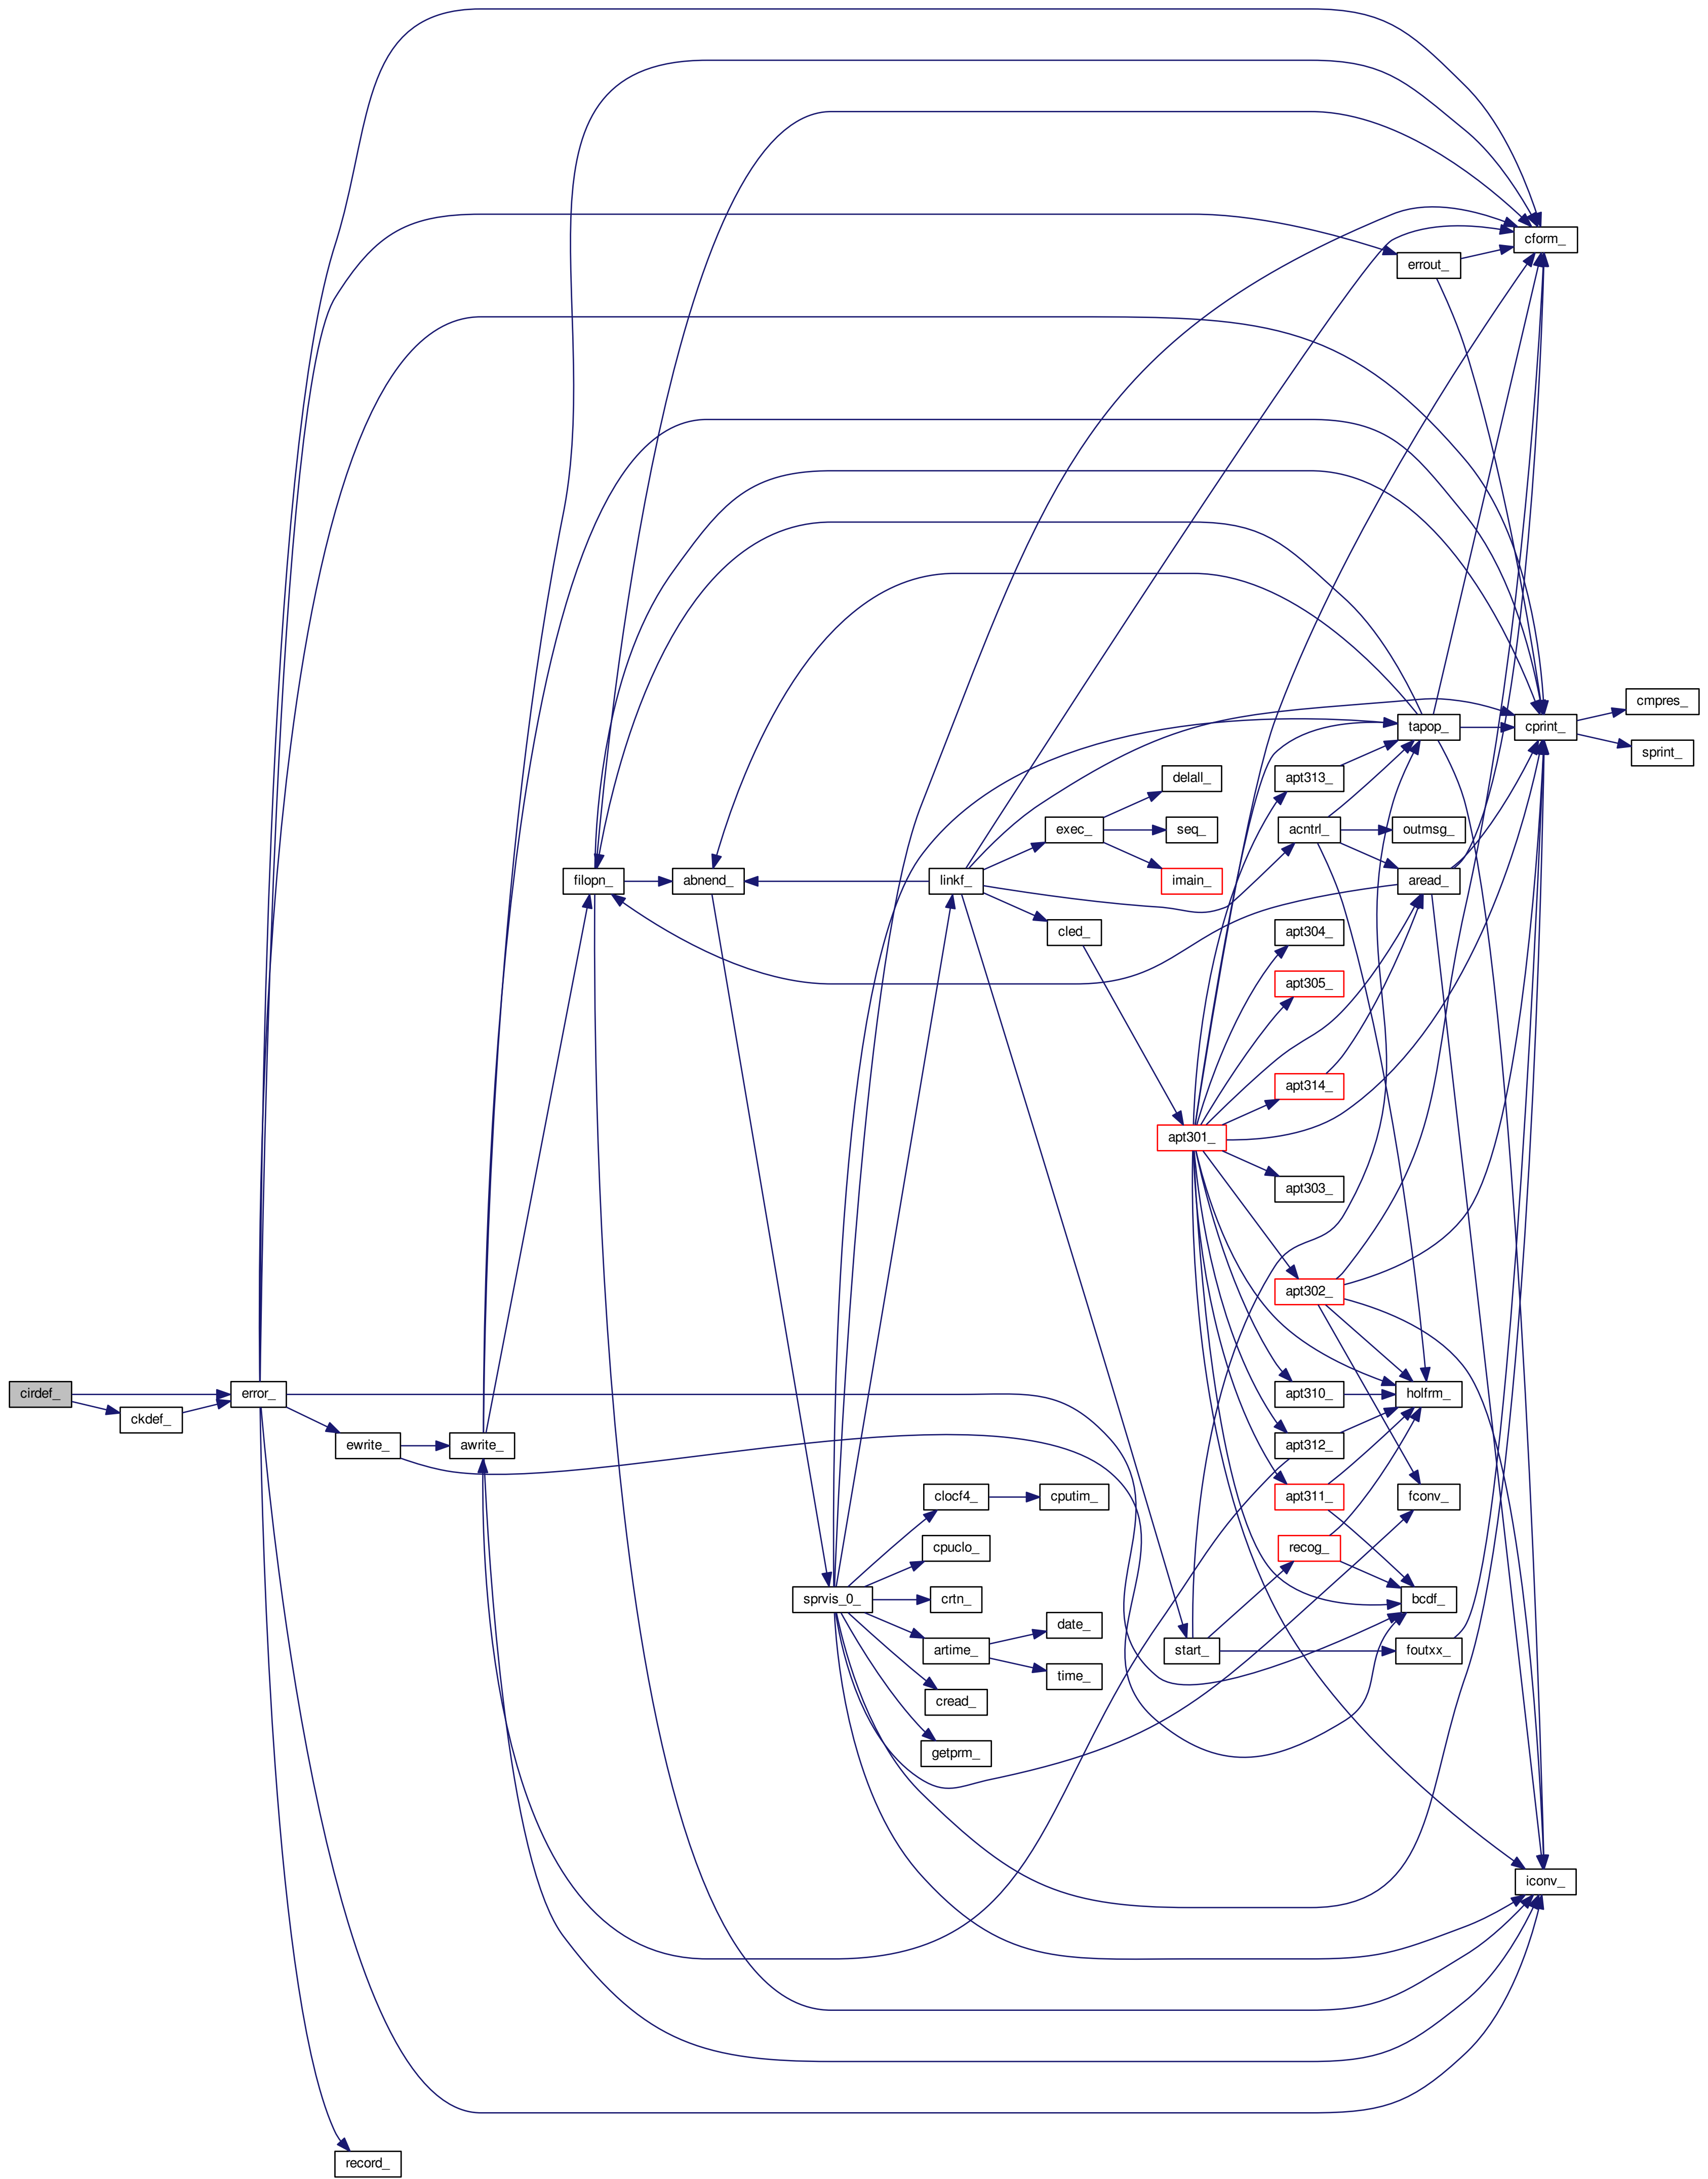 cform_
errout_
cmpres_
tapop_
cprint_
sprint_
delall_
apt313_
exec_
seq_
acntrl_
outmsg_
filopn_
abnend_
linkf_
imain_
aread_
cled_
apt304_
apt305_
apt314_
apt301_
apt303_
apt302_
cirdef_
error_
apt310_
holfrm_
ckdef_
ewrite_
awrite_
apt312_
clocf4_
cputim_
apt311_
fconv_
cpuclo_
recog_
sprvis_0_
crtn_
bcdf_
date_
artime_
start_
foutxx_
time_
cread_
getprm_
iconv_
record_